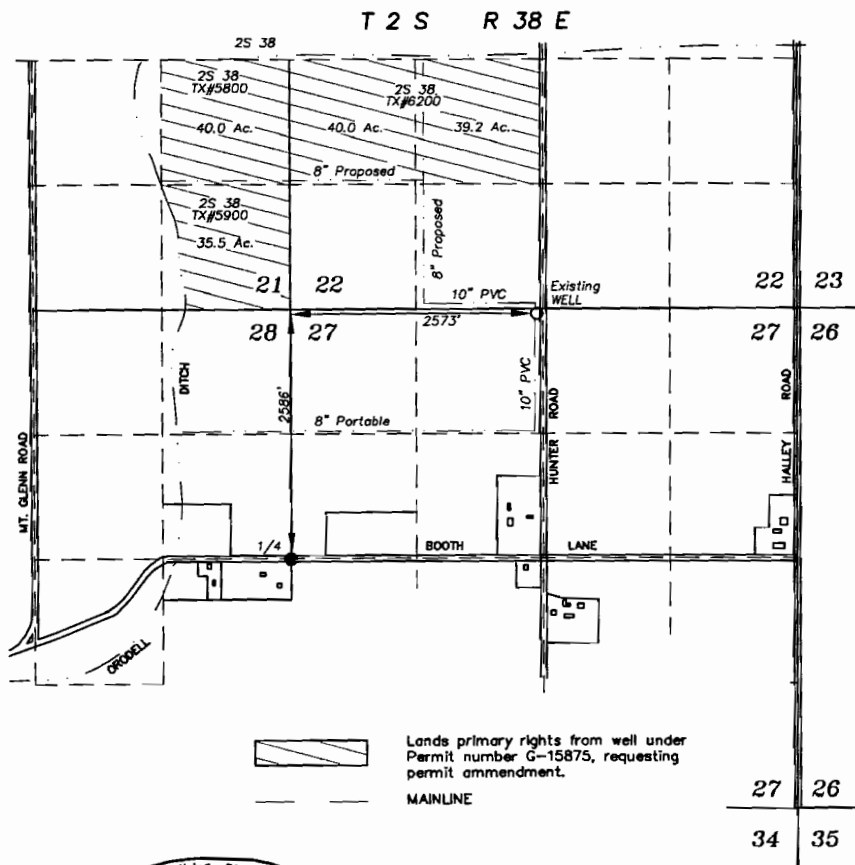 T 2 S R 38 E
2S 38
2S 38
TX#5800
2S 38
TX#6200
40.0 Ac.
40.0 Ac.
39.2 Ac.
8" Proposed
2S 38
TX#5900
35.5 Ac.
8" Proposed
21 22
10" PVC
Existing
WELL
22 23
28 27
2573'
27 26
DITCH
2586'
10" PVC
HUNTER ROAD
HALLEY ROAD
8" Portable
MT. GLENN ROAD
1/4
BOOTH LANE
ORODELL
Lands primary rights from well under
Permit number G-15875, requesting
permit ammendment.
MAINLINE
27 26
34 35